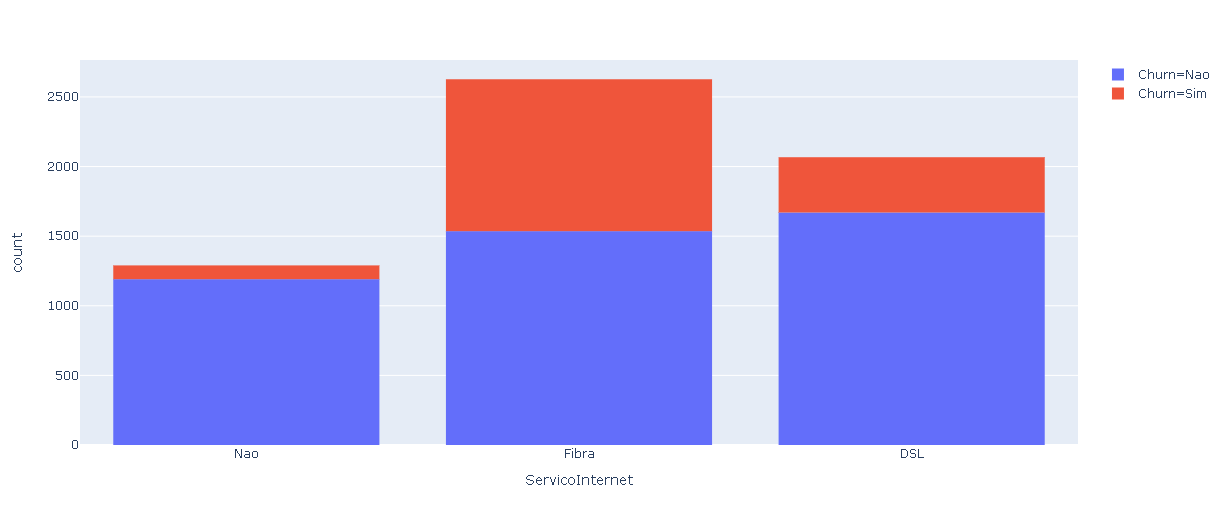 Churn=Nao
Churn=Sim
2500
2000
1500
1000
500
0
count
Nao Fibra DSL
ServicoInternet